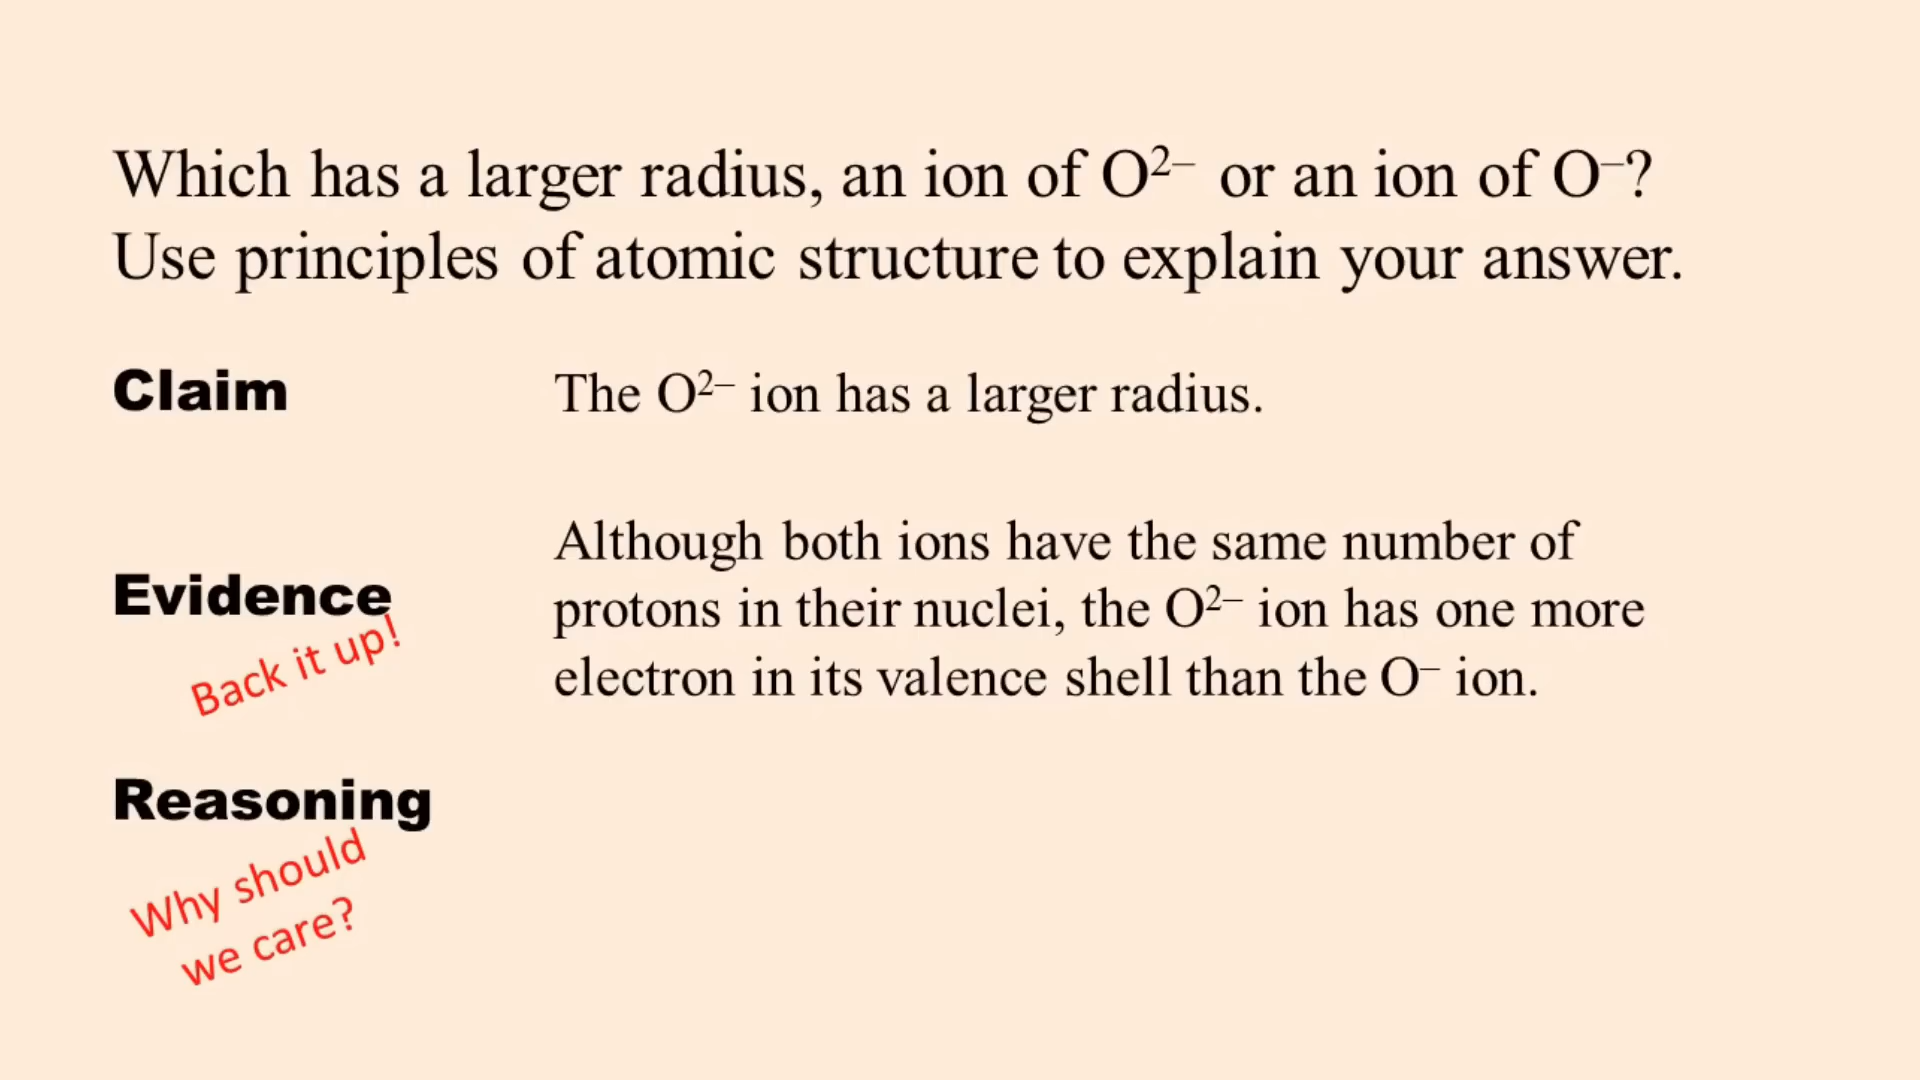 Which has a larger radius, an ion of O²⁻ or an ion of O⁻?
Use principles of atomic structure to explain your answer.
Claim
The O²⁻ ion has a larger radius.
Evidence
Back it up!
Although both ions have the same number of
protons in their nuclei, the O²⁻ ion has one more
electron in its valence shell than the O⁻ ion.
Reasoning
Why should
we care?